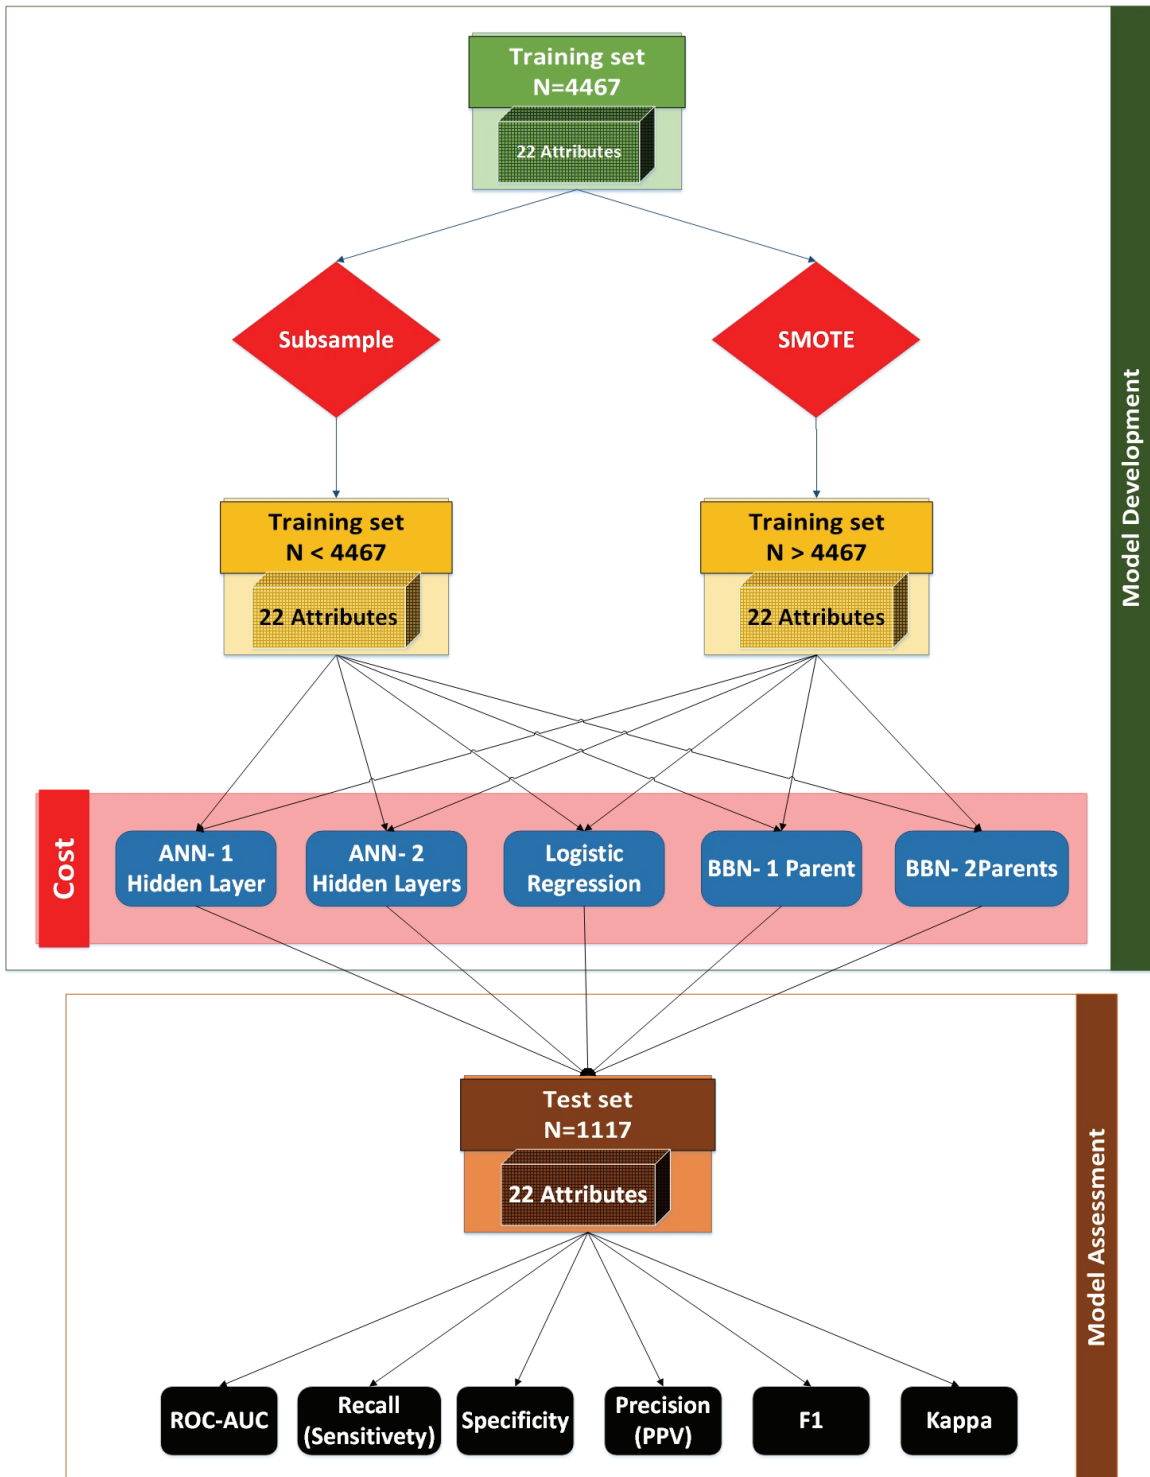 Training set
N=4467
22 Attributes
Subsample
SMOTE
Training set
N < 4467
22 Attributes
Training set
N > 4467
22 Attributes
Model Development
Cost
ANN- 1
Hidden Layer
ANN- 2
Hidden Layers
Logistic
Regression
BBN- 1 Parent
BBN- 2Parents
Test set
N=1117
22 Attributes
Model Assessment
ROC-AUC
Recall
(Sensitivety)
Specificity
Precision
(PPV)
F1
Kappa